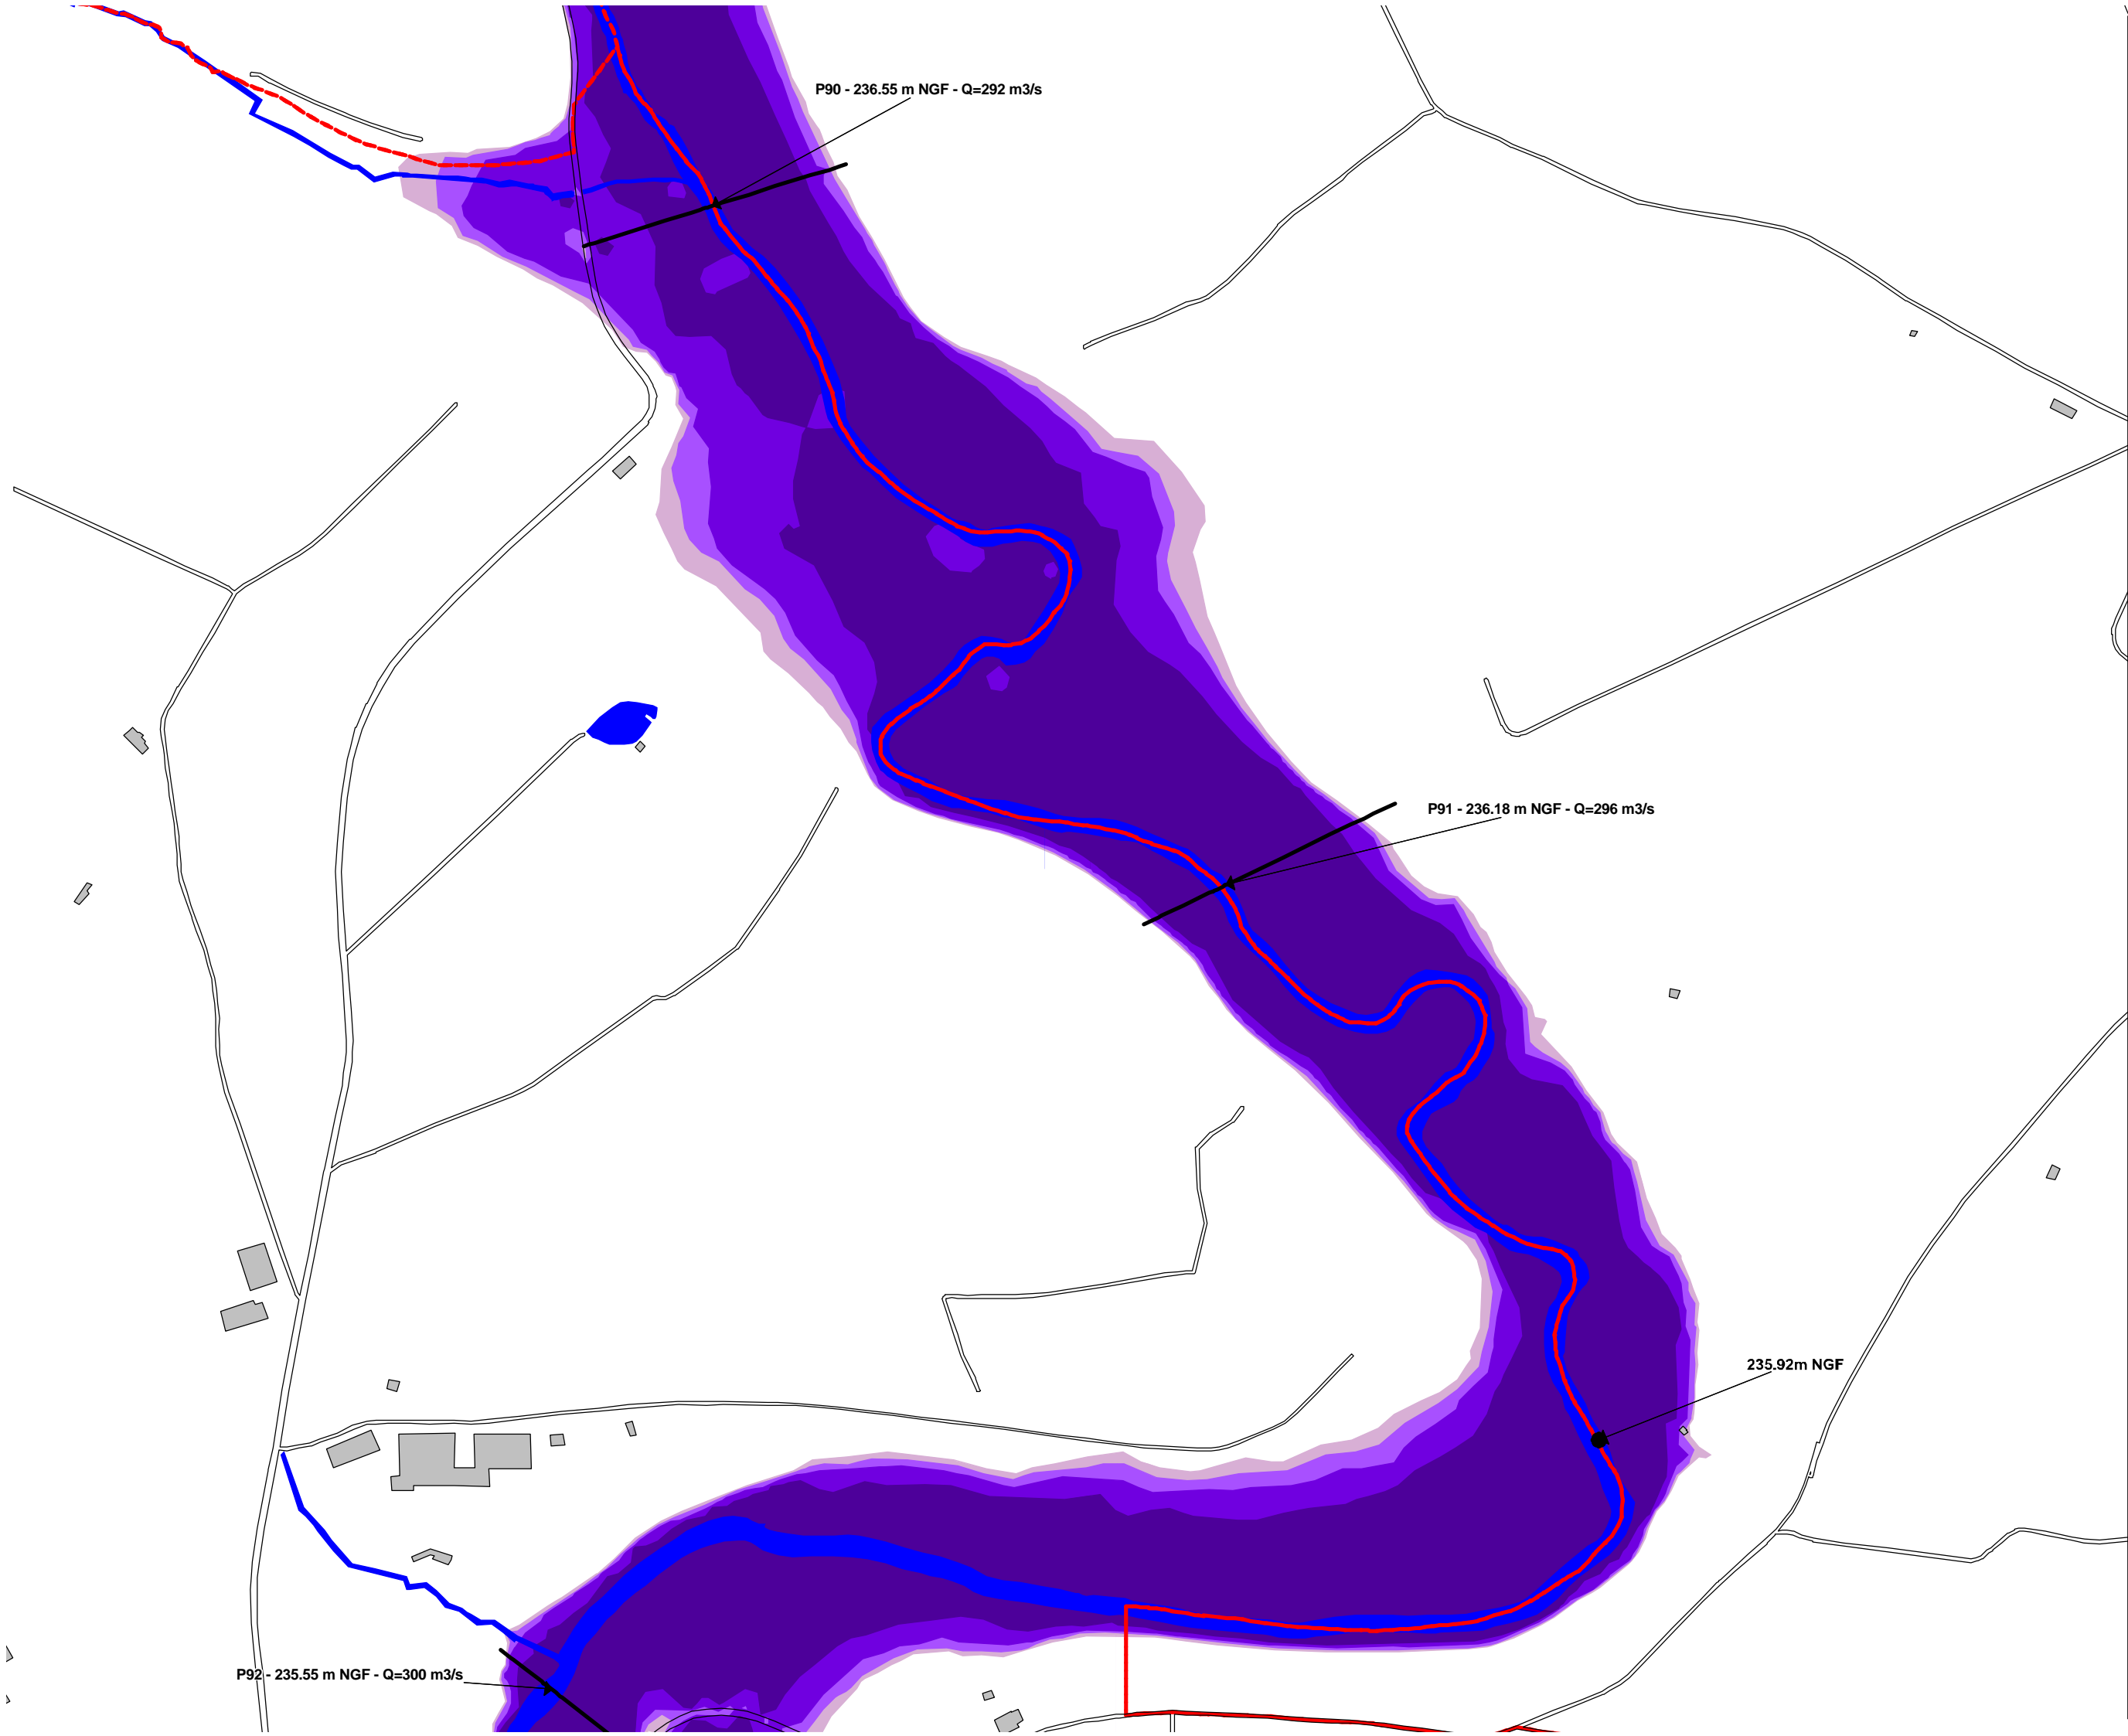 P90 - 236.55 m NGF - Q=292 m3/s
P91 - 236.18 m NGF - Q=296 m3/s
235.92m NGF
P92 - 235.55 m NGF - Q=300 m3/s